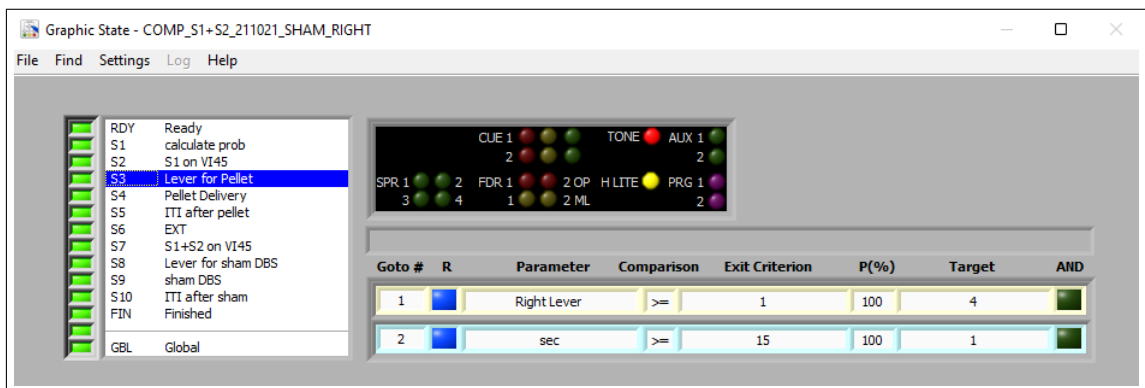 Graphic State - COMP_S1+S2_211021_SHAM_RIGHT
File Find Settings Log Help
RDY Ready
S1 calculate prob
S2 S1 on VI45
S3 Lever for Pellet
S4 Pellet Delivery
S5 ITI after pellet
S6 EXT
S7 S1+S2 on VI45
S8 Lever for sham DBS
S9 sham DBS
S10 ITI after sham
FIN Finished
GBL Global
CUE 1 TONE AUX 1
2 2
SPR 1 2 FDR 1 2 OP H LITE PRG 1
3 4 1 2 ML 2
Goto # R Parameter Comparison Exit Criterion P(%) Target AND
1 Right Lever >= 1 100 4
2 sec >= 15 100 1